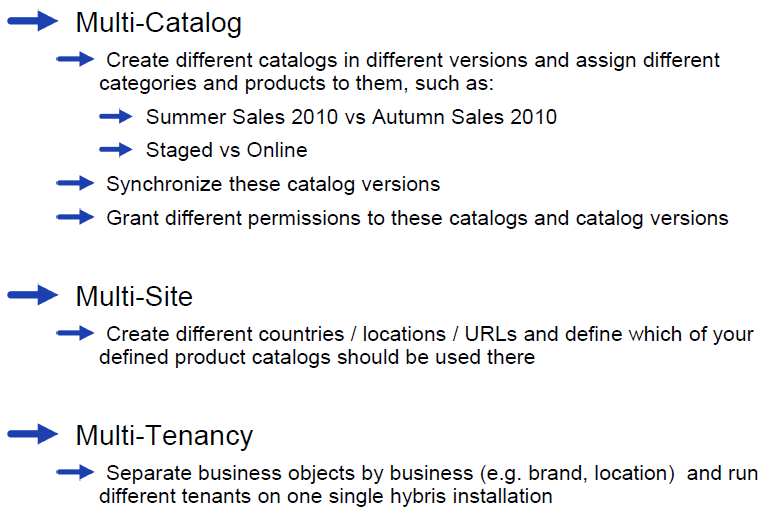 Multi-Catalog
Create different catalogs in different versions and assign different
categories and products to them, such as:
Summer Sales 2010 vs Autumn Sales 2010
Staged vs Online
Synchronize these catalog versions
Grant different permissions to these catalogs and catalog versions
Multi-Site
Create different countries / locations / URLs and define which of your
defined product catalogs should be used there
Multi-Tenancy
Separate business objects by business (e.g. brand, location)  and run
different tenants on one single hybris installation